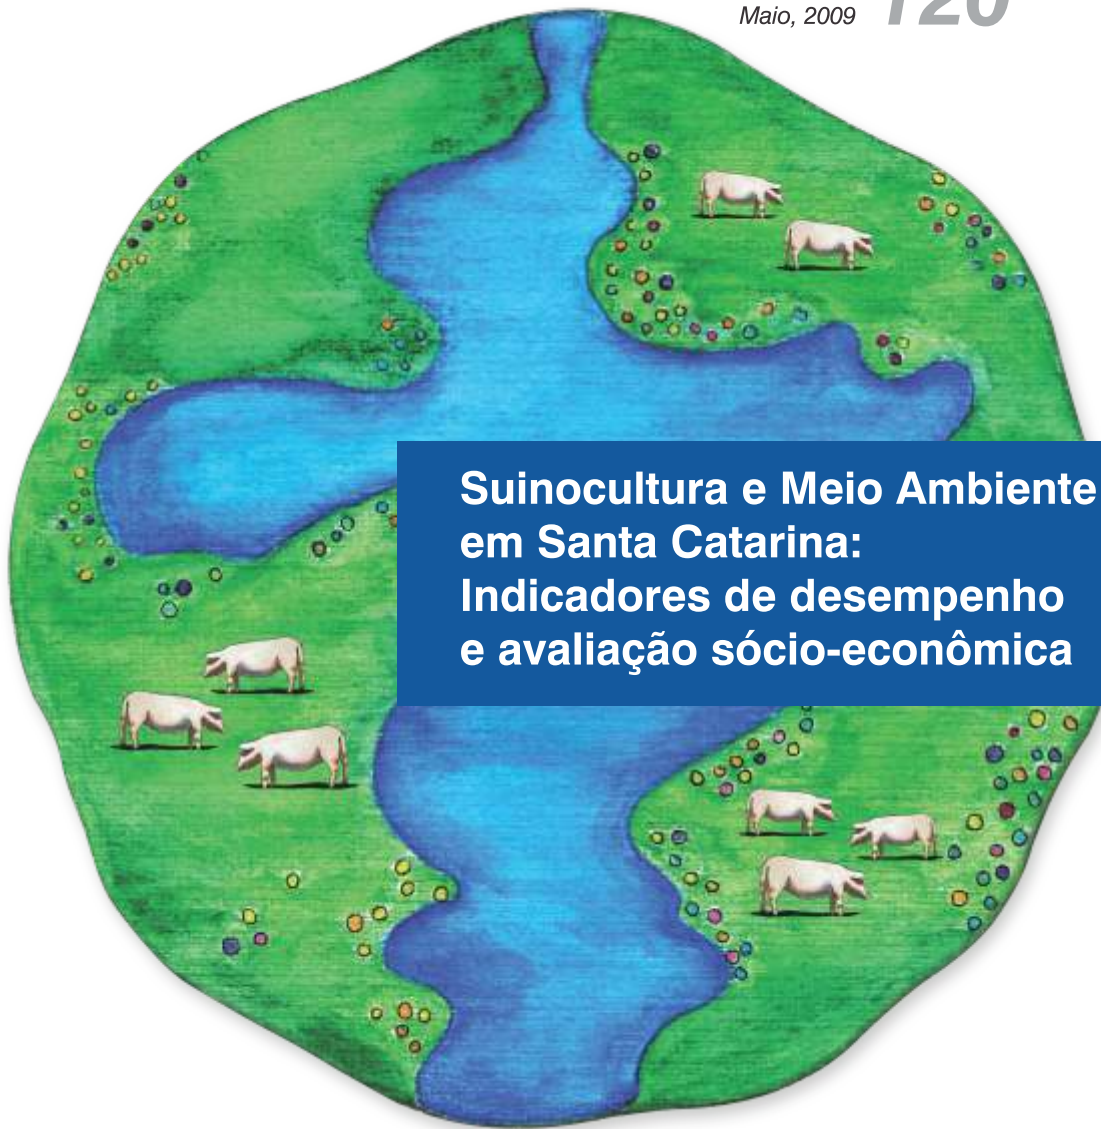 Maio, 2009
Suinocultura e Meio Ambiente
em Santa Catarina:
Indicadores de desempenho
e avaliação sócio-econômica